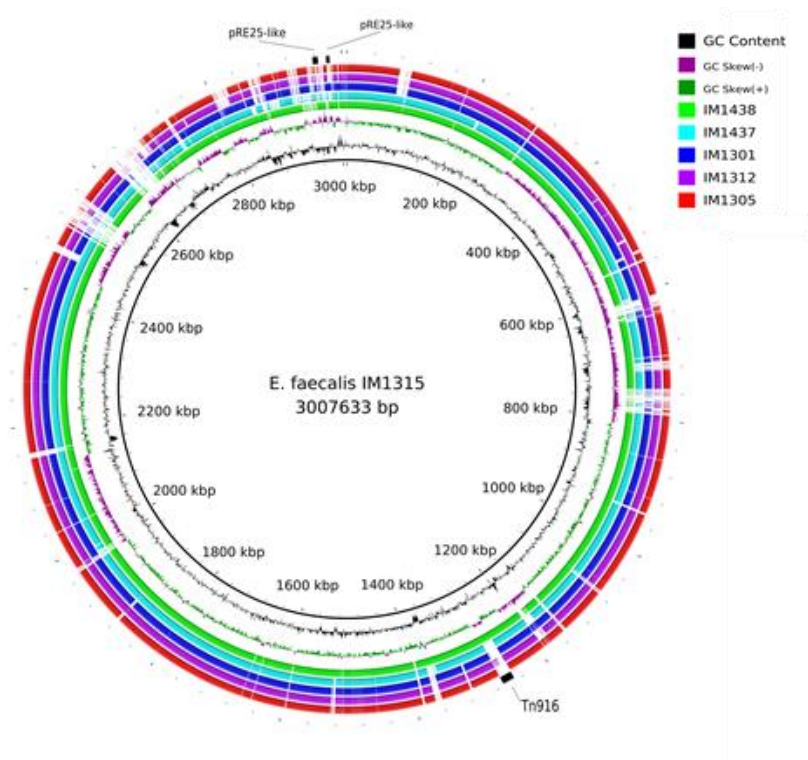 pRE25-like
pRE25-like
GC Content
GC Skew(-)
GC Skew(+)
IM1438
IM1437
IM1301
IM1312
IM1305
3000 kbp
200 kbp
400 kbp
600 kbp
800 kbp
1000 kbp
1200 kbp
1400 kbp
1600 kbp
1800 kbp
2000 kbp
2200 kbp
2400 kbp
2600 kbp
2800 kbp
E. faecalis IM1315
3007633 bp
Tn916